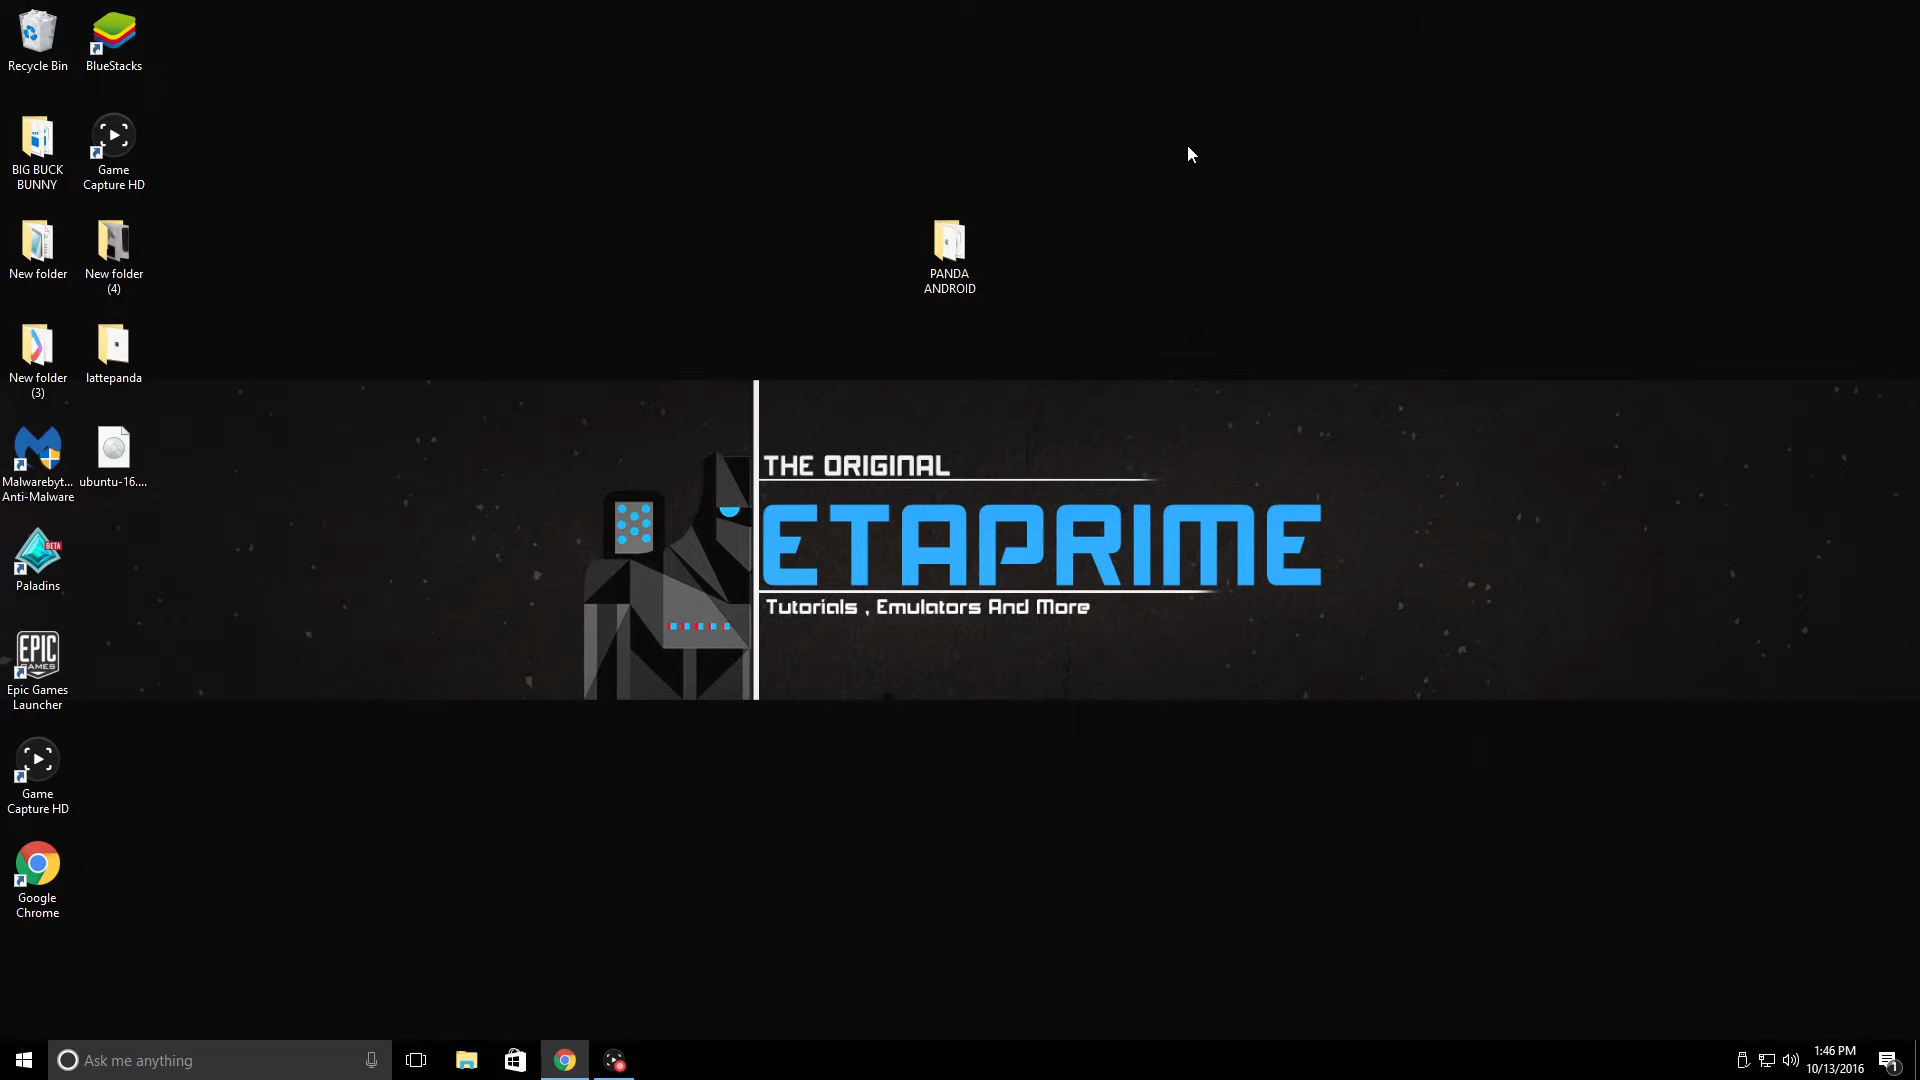 Recycle Bin
BlueStacks
BIG BUCK
BUNNY
Game
Capture HD
New folder
New folder
(4)
PANDA
ANDROID
New folder
(3)
lattepanda
Malwarebyt...
Anti-Malware
ubuntu-16....
BETA
Paladins
EPIC
GAMES
Epic Games
Launcher
Game
Capture HD
Google
Chrome
THE ORIGINAL
ETAPRIME
Tutorials , Emulators And More
Ask me anything
1:46 PM
10/13/2016
1